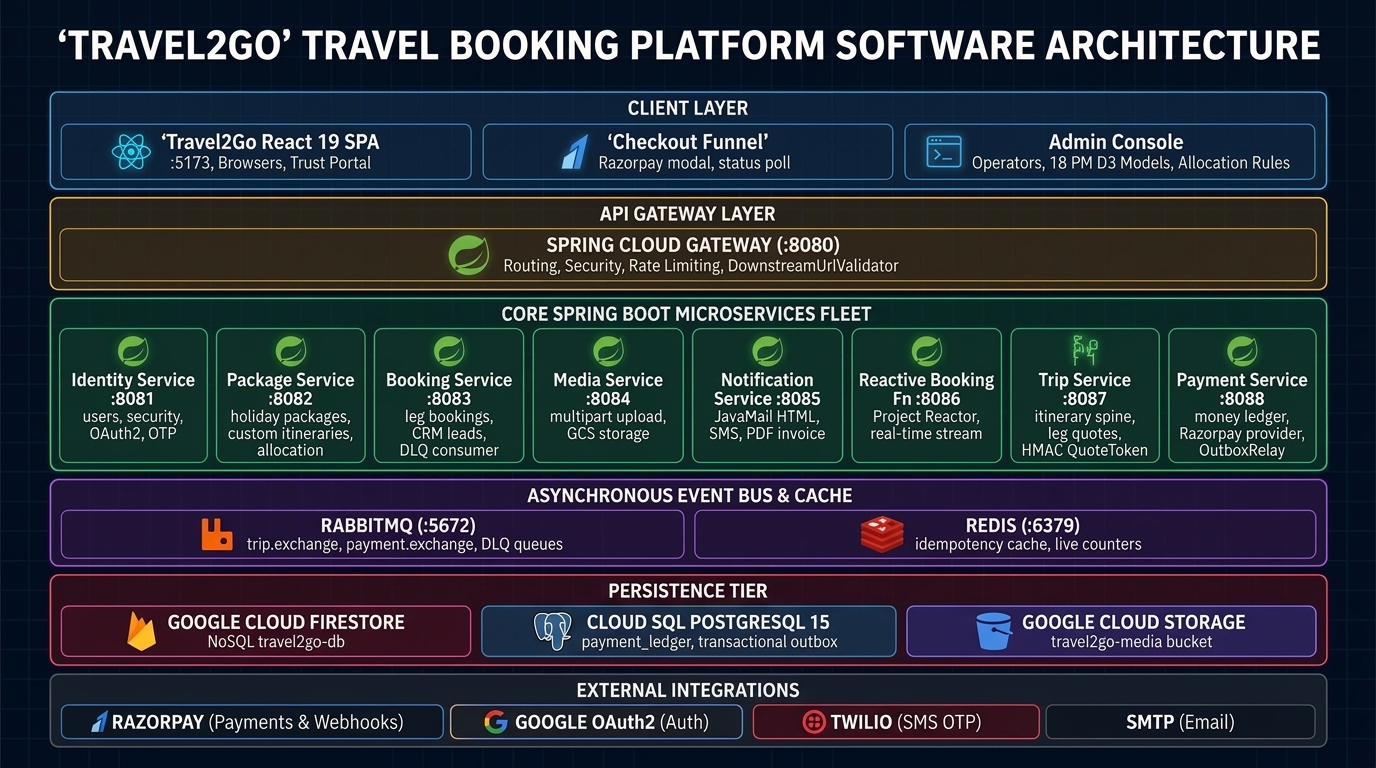 ‘TRAVEL2GO’ TRAVEL BOOKING PLATFORM SOFTWARE ARCHITECTURE
CLIENT LAYER
‘Travel2Go React 19 SPA
:5173, Browsers, Trust Portal
‘Checkout Funnel’
Razorpay modal, status poll
Admin Console
Operators, 18 PM D3 Models, Allocation Rules
API GATEWAY LAYER
SPRING CLOUD GATEWAY (:8080)
Routing, Security, Rate Limiting, DownstreamUrlValidator
CORE SPRING BOOT MICROSERVICES FLEET
Identity Service
:8081
users, security,
OAuth2, OTP
Package Service
:8082
holiday packages,
custom itineraries,
allocation
Booking Service
:8083
leg bookings,
CRM leads,
DLQ consumer
Media Service
:8084
multipart upload,
GCS storage
Notification
Service :8085
JavaMail HTML,
SMS, PDF invoice
Reactive Booking
Fn :8086
Project Reactor,
real-time stream
Trip Service
:8087
itinerary spine,
leg quotes,
HMAC QuoteToken
Payment Service
:8088
money ledger,
Razorpay provider,
OutboxRelay
ASYNCHRONOUS EVENT BUS & CACHE
RABBITMQ (:5672)
trip.exchange, payment.exchange, DLQ queues
REDIS (:6379)
idempotency cache, live counters
PERSISTENCE TIER
GOOGLE CLOUD FIRESTORE
NoSQL travel2go-db
CLOUD SQL POSTGRESQL 15
payment_ledger, transactional outbox
GOOGLE CLOUD STORAGE
travel2go-media bucket
EXTERNAL INTEGRATIONS
RAZORPAY (Payments & Webhooks)
GOOGLE OAuth2 (Auth)
TWILIO (SMS OTP)
SMTP (Email)